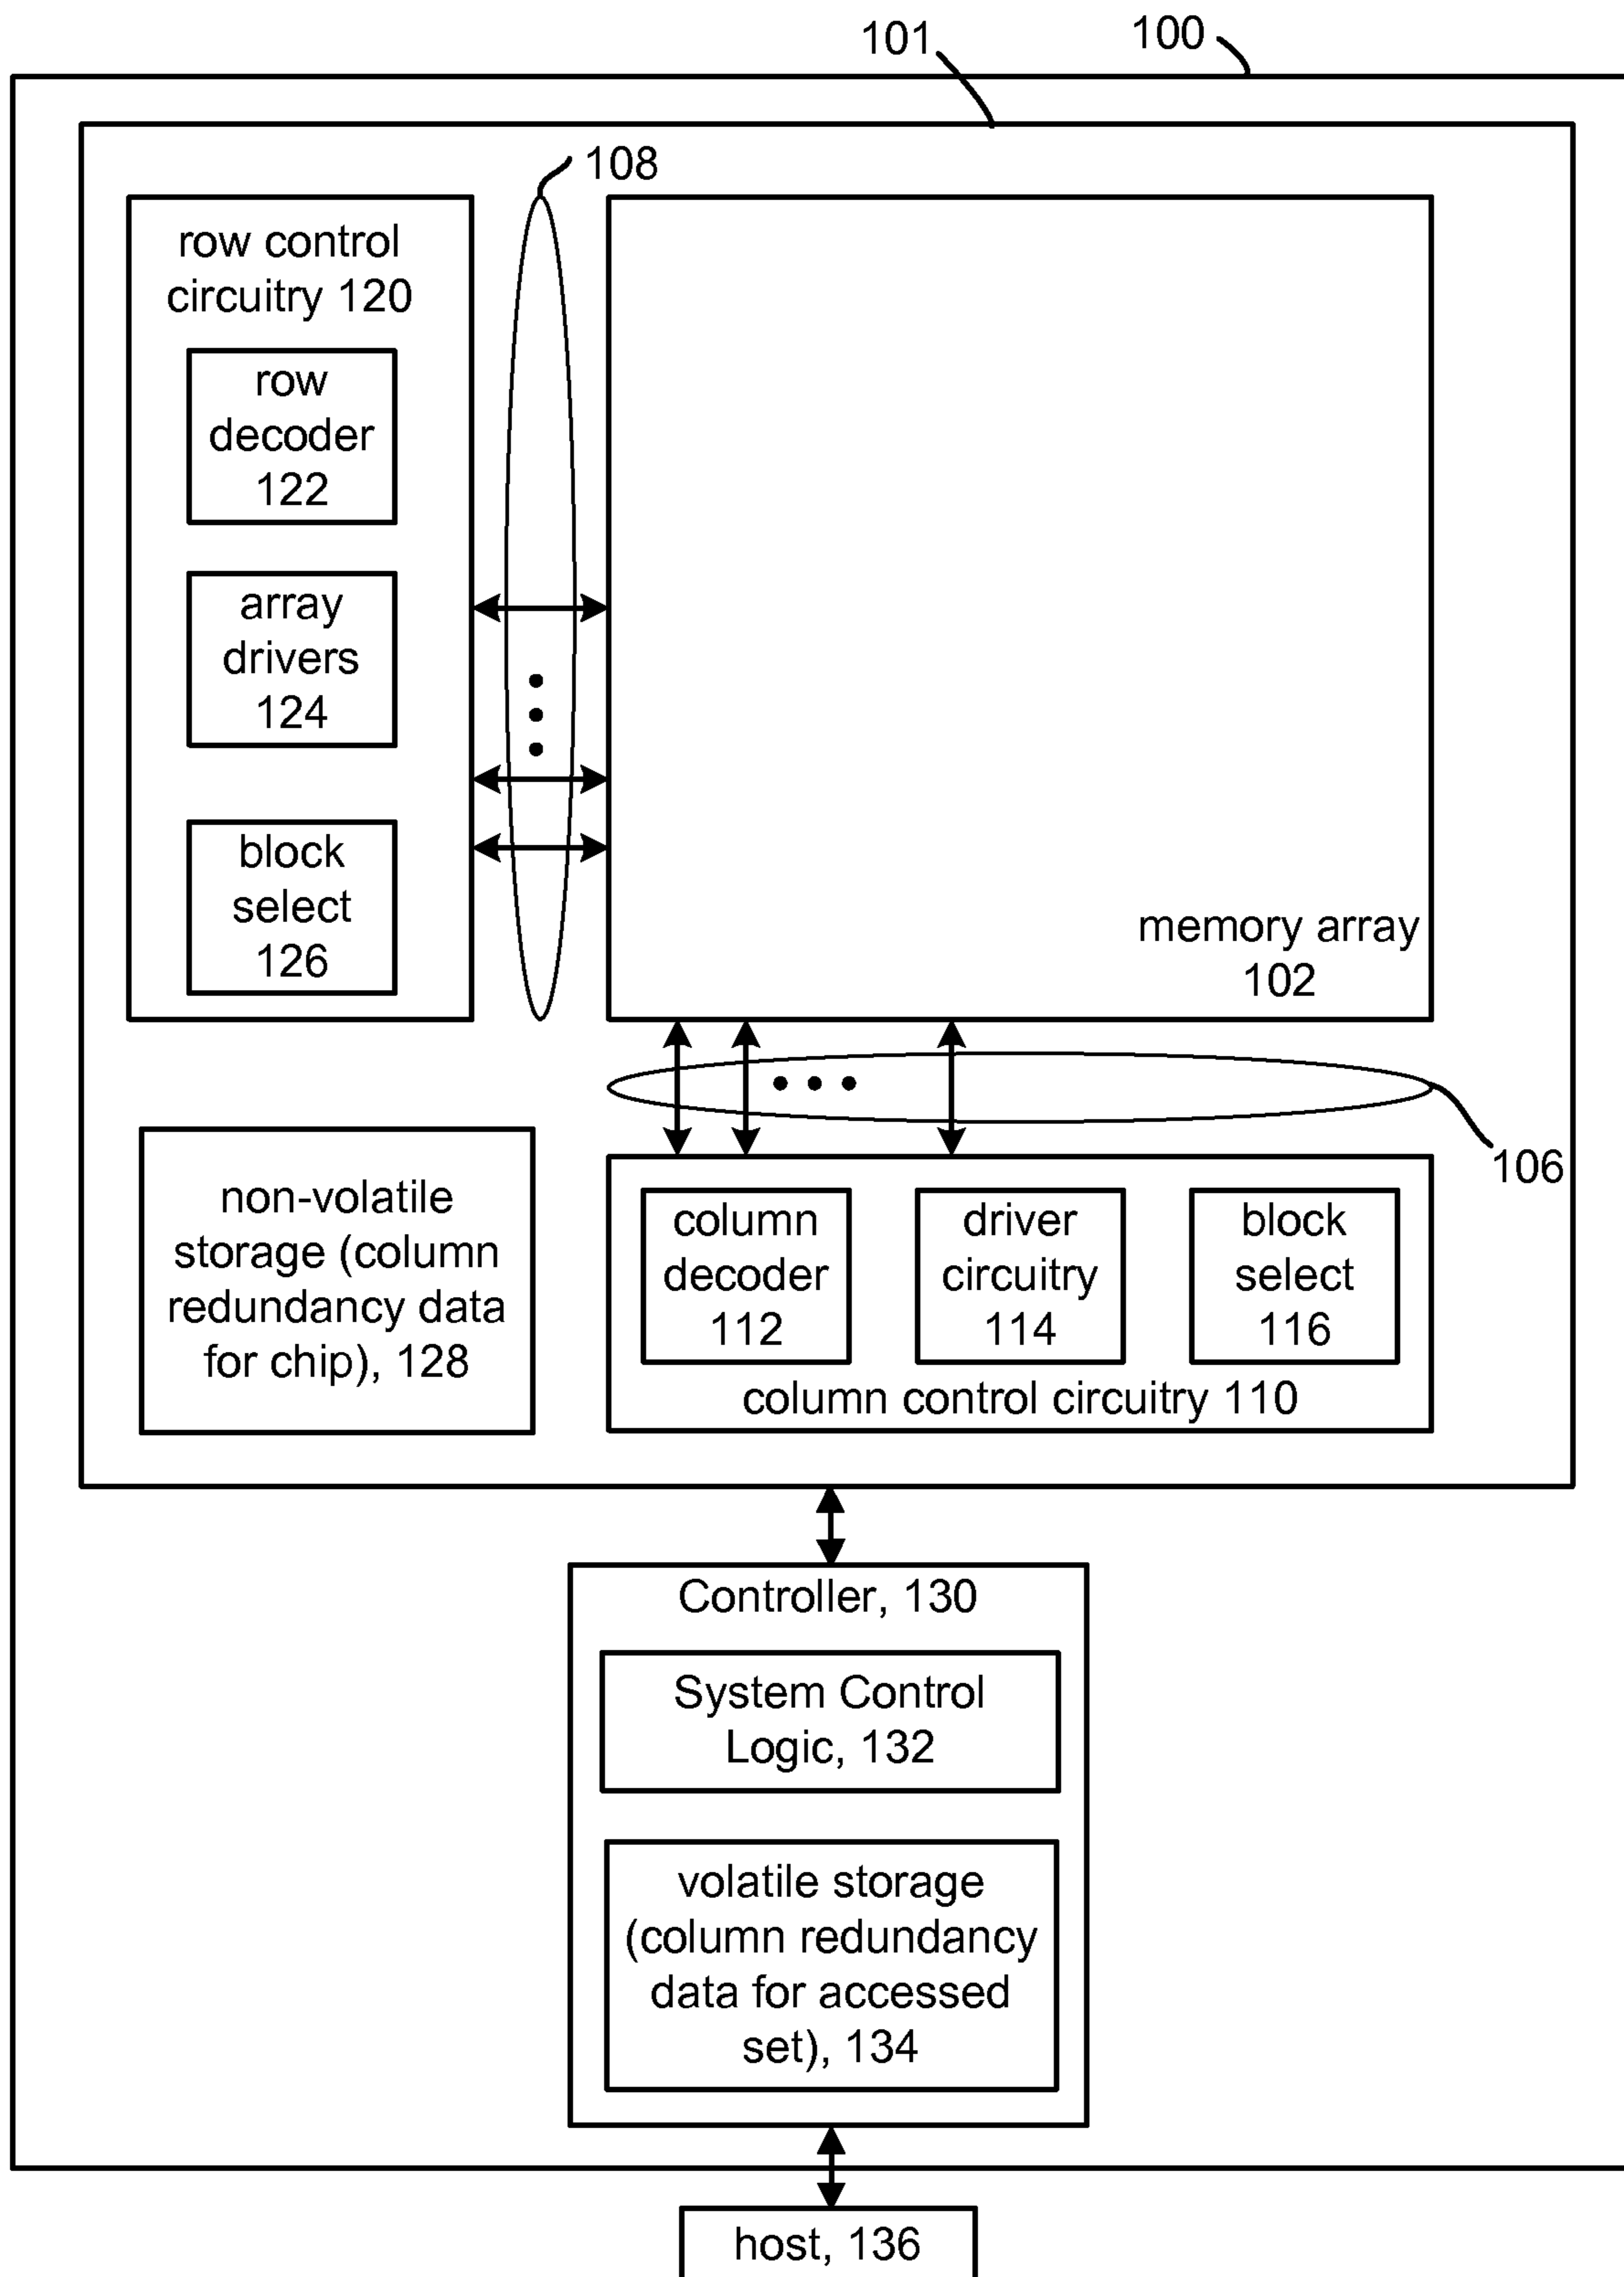 101
100
108
row control
circuitry 120
row
decoder
122
array
drivers
124
block
select
126
memory array
102
106
non-volatile
storage (column
redundancy data
for chip), 128
column
decoder
112
driver
circuitry
114
block
select
116
column control circuitry 110
Controller, 130
System Control
Logic, 132
volatile storage
(column redundancy
data for accessed
set), 134
host, 136